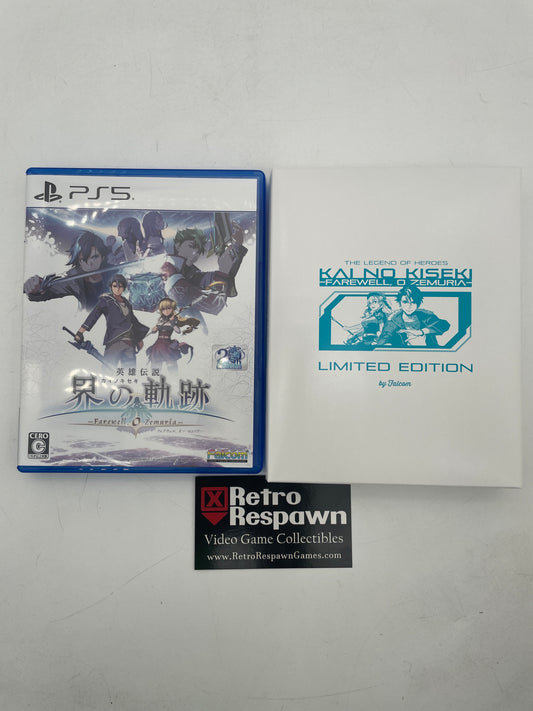 PS5
英雄伝説
カイノキセキ
界の軌跡
-Farewell, O Zemuria-
CERO
C
Falcom
THE LEGEND OF HEROES
KAI NO KISEKI
-FAREWELL, O ZEMURIA-
LIMITED EDITION
by Falcom
Retro
Respawn
Video Game Collectibles
www.RetroRespawnGames.com